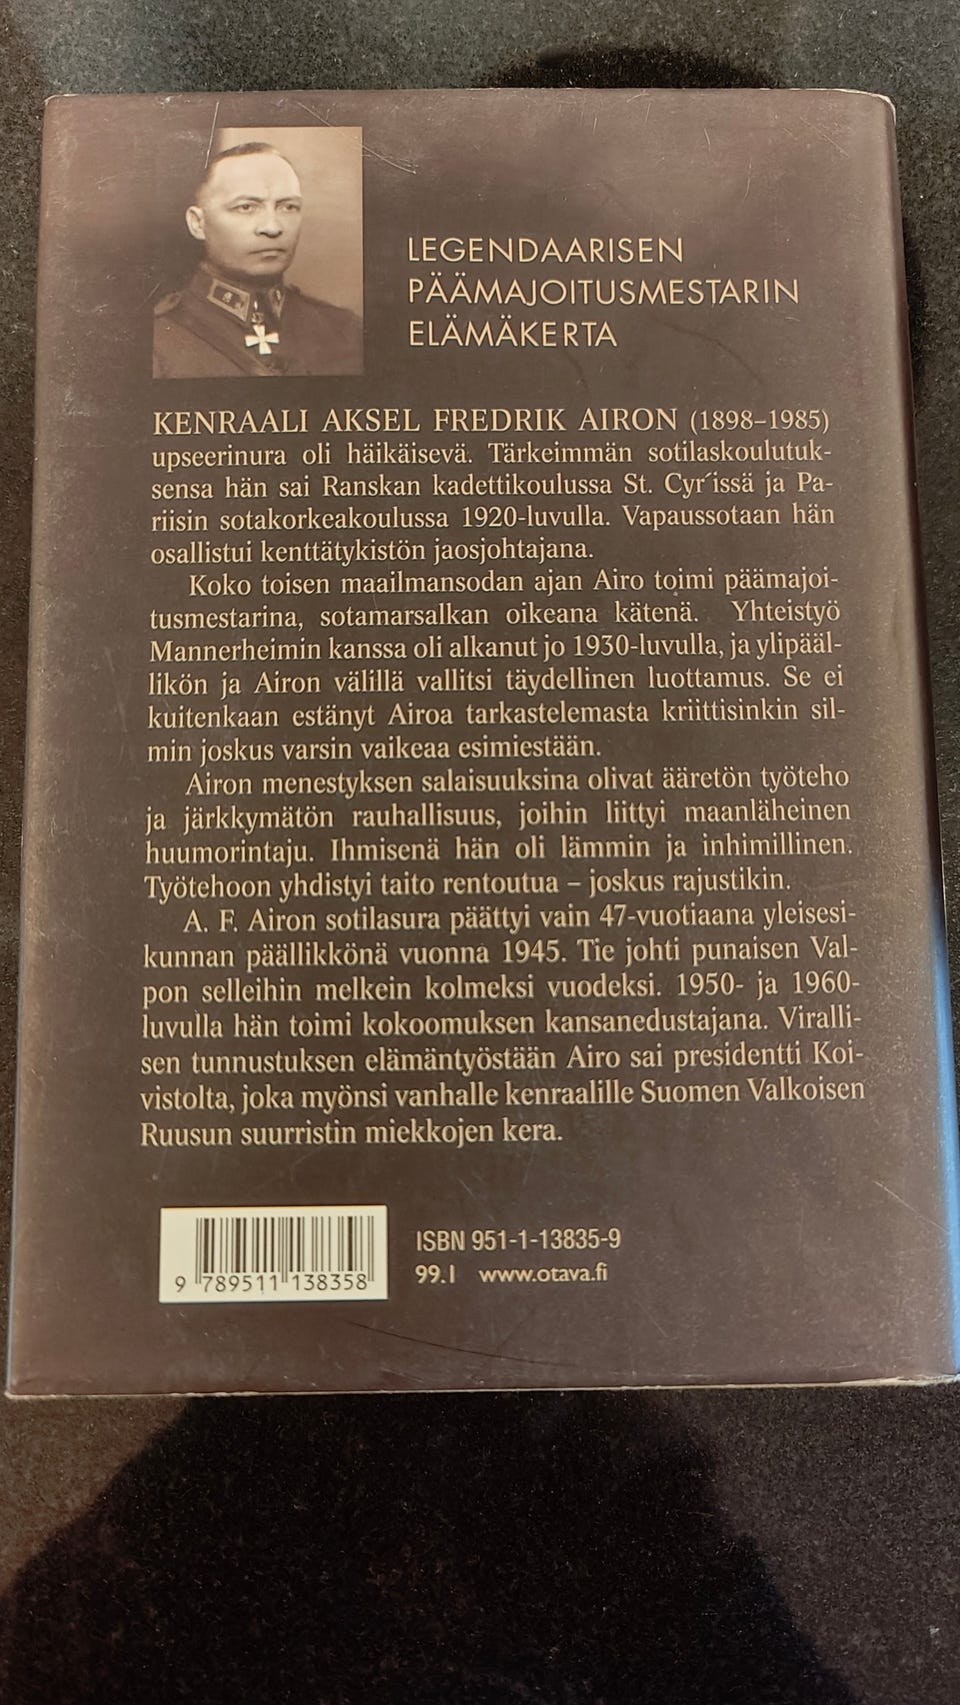 LEGENDAARISEN
PÄÄMAJOITUSMESTARIN
ELÄMÄKERTA
KENRAALI AKSEL FREDRIK AIRON (1898–1985)
upseerinura oli häikäisevä. Tärkeimmän sotilaskoulutuk-
sensa hän sai Ranskan kadettikoulussa St. Cyr´issä ja Pa-
riisin sotakorkeakoulussa 1920-luvulla. Vapaussotaan hän
osallistui kenttätykistön jaosjohtajana.
Koko toisen maailmansodan ajan Airo toimi päämajoi-
tusmestarina, sotamarsalkan oikeana kätenä. Yhteistyö
Mannerheimin kanssa oli alkanut jo 1930-luvulla, ja ylipääl-
likön ja Airon välillä vallitsi täydellinen luottamus. Se ei
kuitenkaan estänyt Airoa tarkastelemasta kriittisinkin sil-
min joskus varsin vaikeaa esimiestään.
Airon menestyksen salaisuuksina olivat ääretön työteho
ja järkkymätön rauhallisuus, joihin liittyi maanläheinen
huumorintaju. Ihmisenä hän oli lämmin ja inhimillinen.
Työtehoon yhdistyi taito rentoutua – joskus rajustikin.
A. F. Airon sotilasura päättyi vain 47-vuotiaana yleisesi-
kunnan päällikkönä vuonna 1945. Tie johti punaisen Val-
pon selleihin melkein kolmeksi vuodeksi. 1950- ja 1960-
luvulla hän toimi kokoomuksen kansanedustajana. Viralli-
sen tunnustuksen elämäntyöstään Airo sai presidentti Koi-
vistolta, joka myönsi vanhalle kenraalille Suomen Valkoisen
Ruusun suurristin miekkojen kera.
9 789511 138358
ISBN 951-1-13835-9
99.1 www.otava.fi